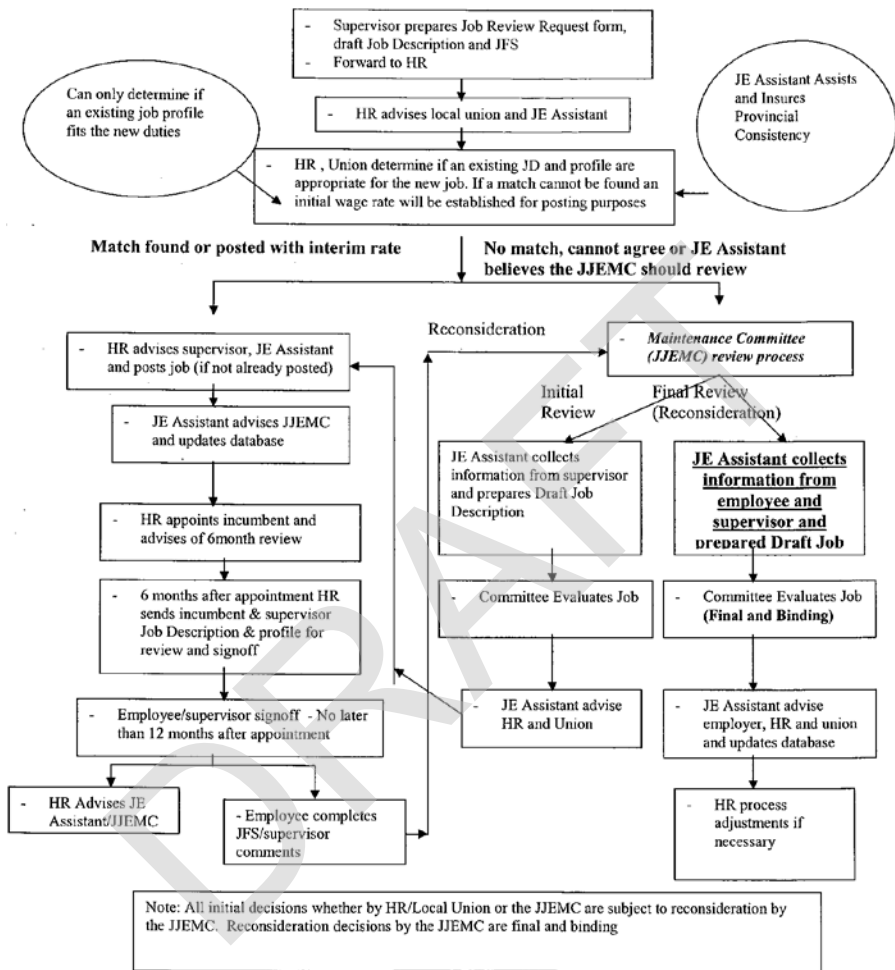 - Supervisor prepares Job Review Request form,
draft Job Description and JFS
- Forward to HR
Can only determine if
an existing job profile
fits the new duties
JE Assistant Assists
and Insures
Provincial
Consistency
- HR advises local union and JE Assistant
- HR , Union determine if an existing JD and profile are
appropriate for the new job. If a match cannot be found an
initial wage rate will be established for posting purposes
Match found or posted with interim rate
No match, cannot agree or JE Assistant
believes the JJEMC should review
Reconsideration
- HR advises supervisor, JE Assistant
and posts job (if not already posted)
- Maintenance Committee
(JJEMC) review process
Initial
Review
Final Review
(Reconsideration)
- JE Assistant advises JJEMC
and updates database
JE Assistant collects
information from supervisor
and prepares Draft Job
Description
JE Assistant collects
information from
employee and
supervisor and
prepared Draft Job
- HR appoints incumbent and
advises of 6month review
- 6 months after appointment HR
sends incumbent & supervisor
Job Description & profile for
review and signoff
- Committee Evaluates Job
- Committee Evaluates Job
(Final and Binding)
- Employee/supervisor signoff - No later
than 12 months after appointment
- JE Assistant advise
HR and Union
- JE Assistant advise
employer, HR and union
and updates database
- HR Advises JE
Assistant/JJEMC
- Employee completes
JFS/supervisor
comments
- HR process
adjustments if
necessary
Note: All initial decisions whether by HR/Local Union or the JJEMC are subject to reconsideration by
the JJEMC. Reconsideration decisions by the JJEMC are final and binding
DRAFT